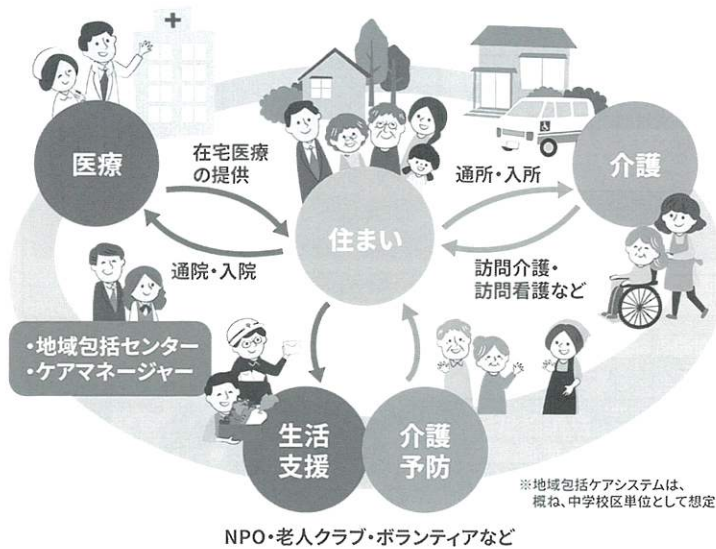 医療
在宅医療
の提供
通所・入所
介護
住まい
通院・入院
訪問介護・
訪問看護など
・地域包括センター
・ケアマネージャー
生活
支援
介護
予防
※地域包括ケアシステムは、
概ね、中学校区単位として想定
NPO・老人クラブ・ボランティアなど